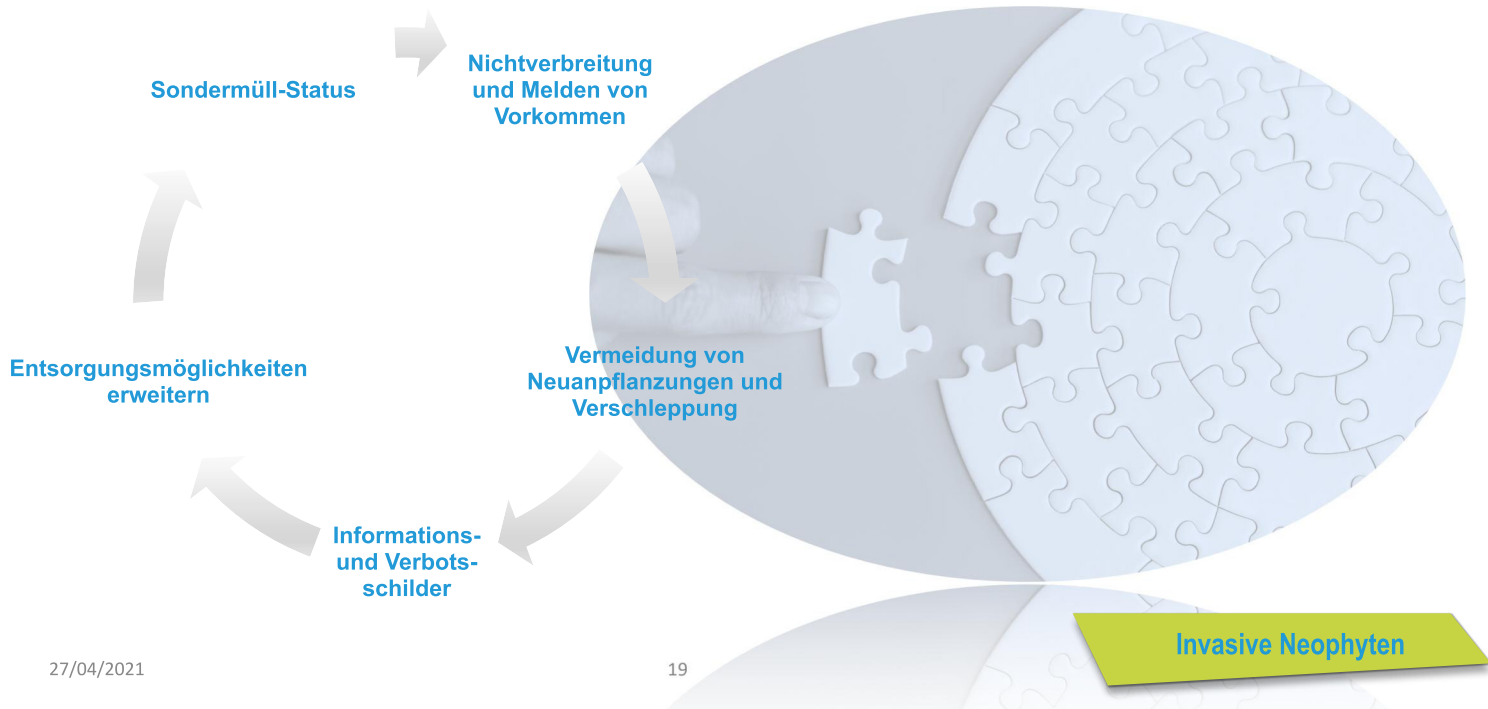 Sondermüll-Status
Nichtverbreitung
und Melden von
Vorkommen
Vermeidung von
Neuanpflanzungen und
Verschleppung
Informations-
und Verbots-
schilder
Entsorgungsmöglichkeiten
erweitern
Invasive Neophyten
27/04/2021
19